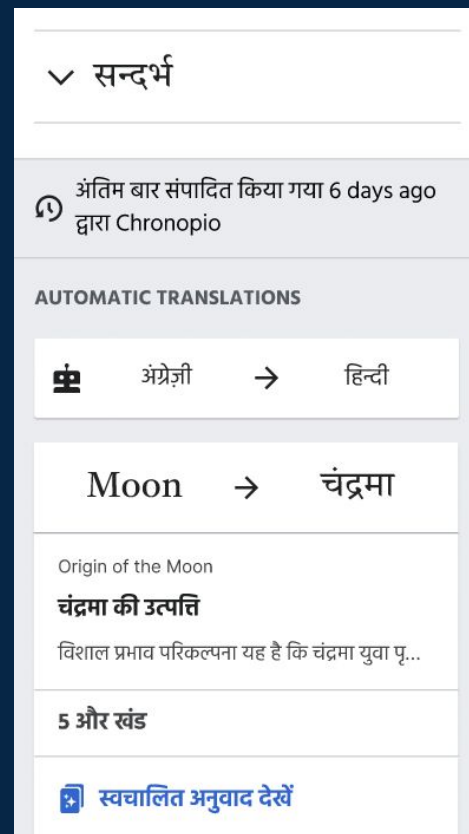 सन्दर्भ
अंतिम बार संपादित किया गया 6 days ago
द्वारा Chronopio
AUTOMATIC TRANSLATIONS
अंग्रेज़ी → हिन्दी
Moon → चंद्रमा
Origin of the Moon
चंद्रमा की उत्पत्ति
विशाल प्रभाव परिकल्पना यह है कि चंद्रमा युवा पृ...
5 और खंड
स्वचालित अनुवाद देखें